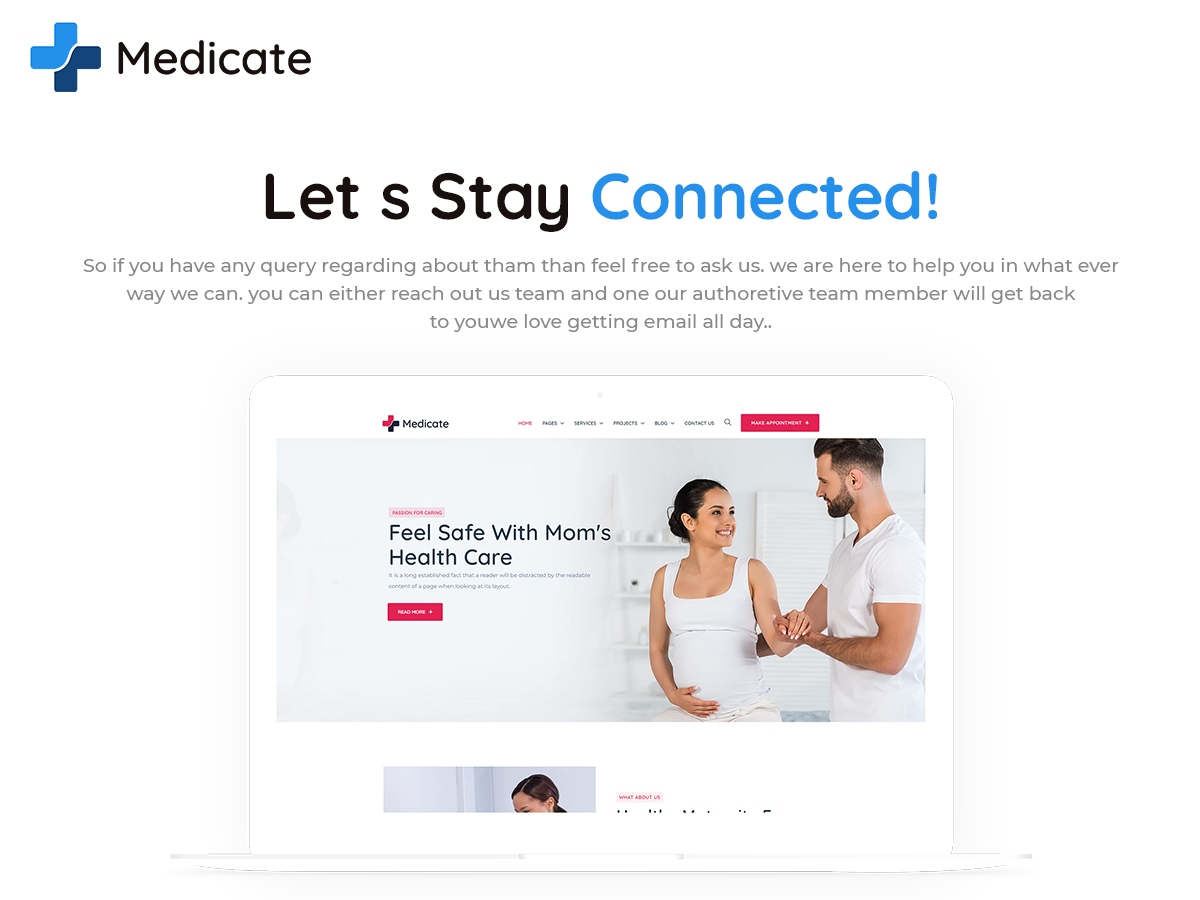 Medicate
Let s Stay Connected!
So if you have any query regarding about tham than feel free to ask us. we are here to help you in what ever
way we can. you can either reach out us team and one our authoretive team member will get back
to youwe love getting email all day..
Medicate HOME PAGES SERVICES PROJECTS BLOG CONTACT US MAKE APPOINTMENT +
PASSION FOR CARING
Feel Safe With Mom's
Health Care
It is a long established fact that a reader will be distracted by the readable
content of a page when looking at its layout.
READ MORE +
WHAT ABOUT US